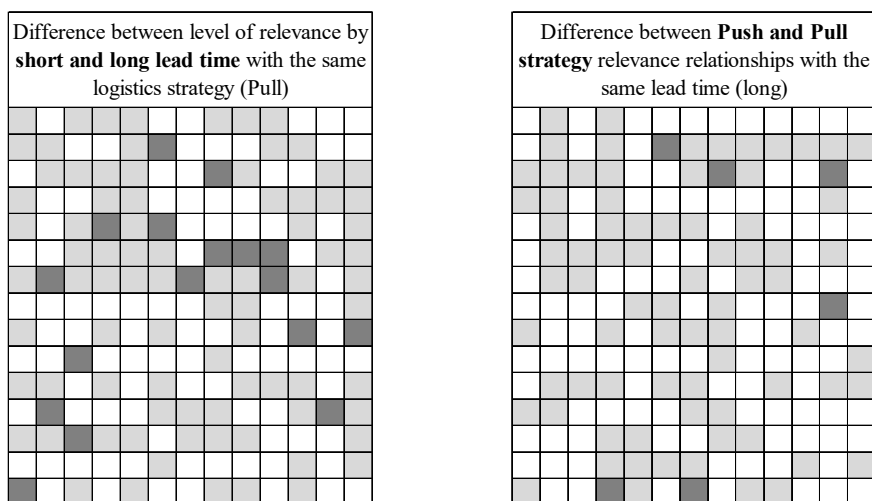 Difference between level of relevance by
short and long lead time with the same
logistics strategy (Pull)
Difference between Push and Pull
strategy relevance relationships with the
same lead time (long)